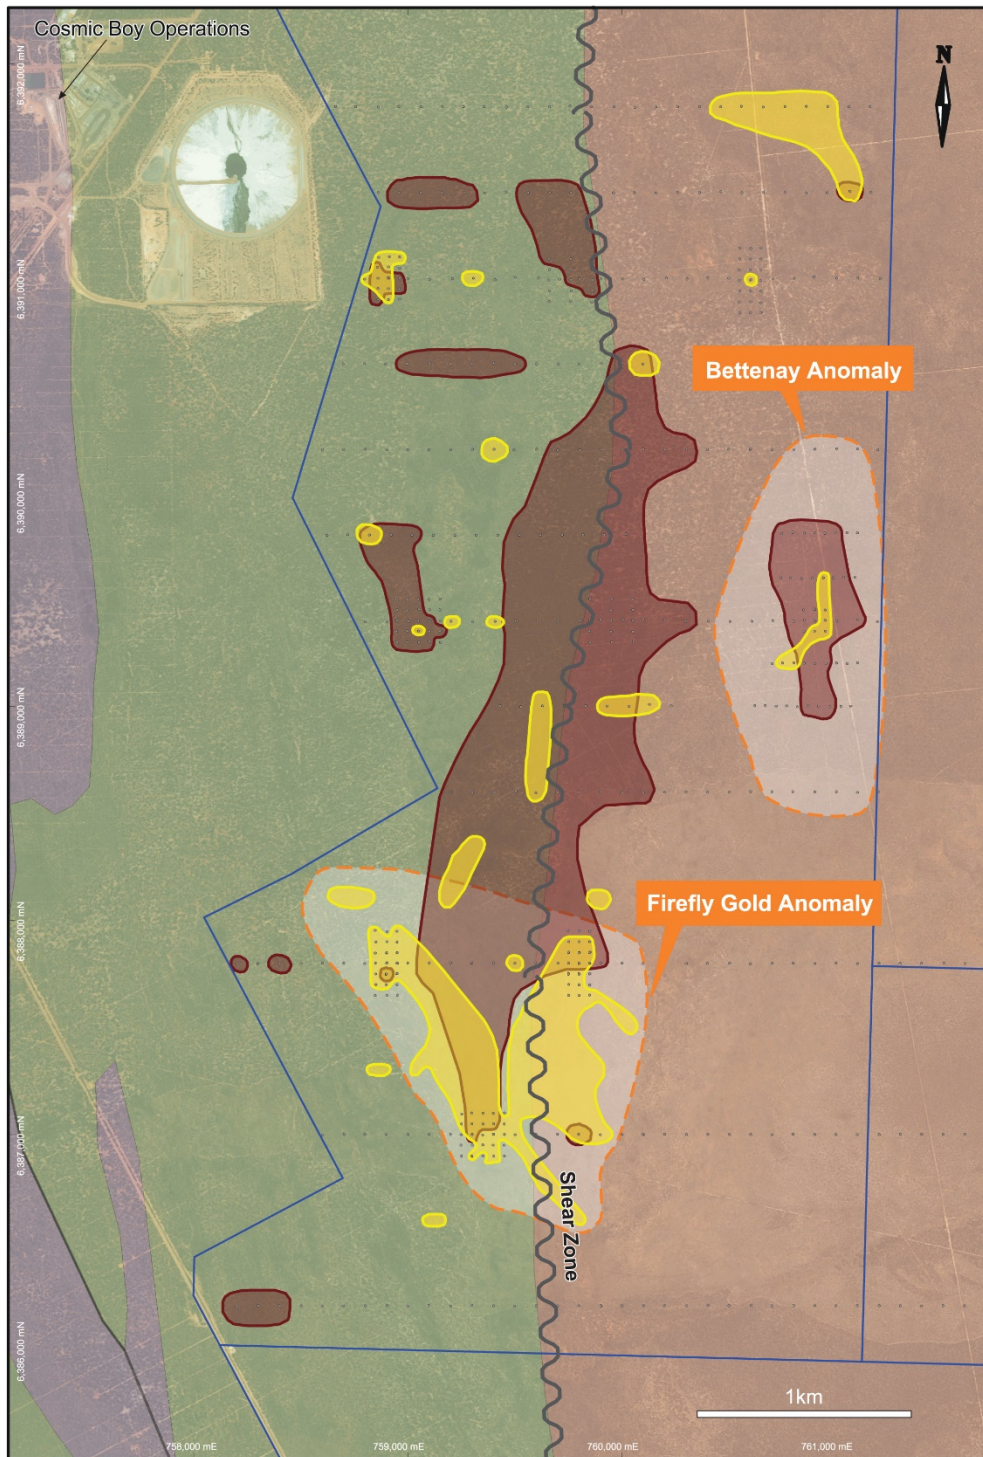 Cosmic Boy Operations
N
6,392,000 mN
6,391,000 mN
Bettenay Anomaly
6,390,000 mN
6,389,000 mN
Firefly Gold Anomaly
6,388,000 mN
6,387,000 mN
Shear Zone
6,386,000 mN
1km
758,000 mE
759,000 mE
760,000 mE
761,000 mE